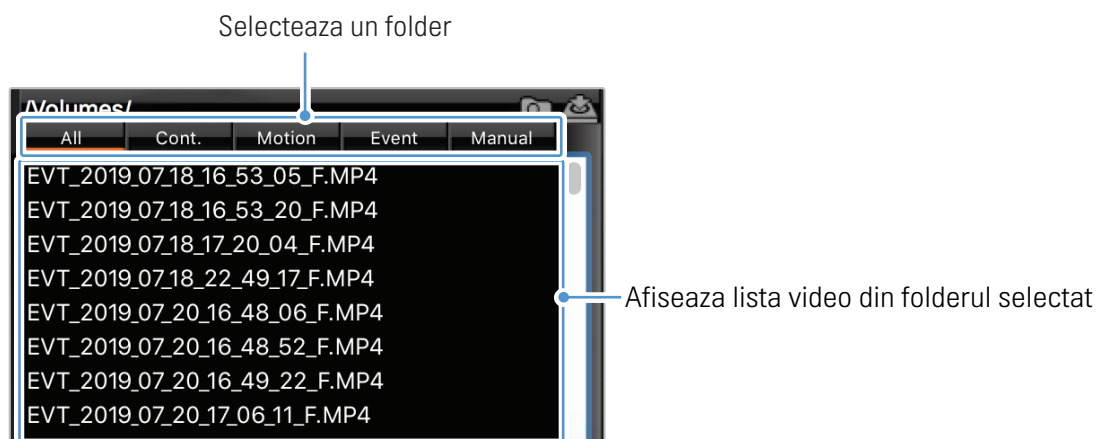 Selecteaza un folder
/Volumes/
All Cont. Motion Event Manual
EVT_2019_07_18_16_53_05_F.MP4
EVT_2019_07_18_16_53_20_F.MP4
EVT_2019_07_18_17_20_04_F.MP4
EVT_2019_07_18_22_49_17_F.MP4
Afiseaza lista video din folderul selectat
EVT_2019_07_20_16_48_06_F.MP4
EVT_2019_07_20_16_48_52_F.MP4
EVT_2019_07_20_16_49_22_F.MP4
EVT_2019_07_20_17_06_11_F.MP4